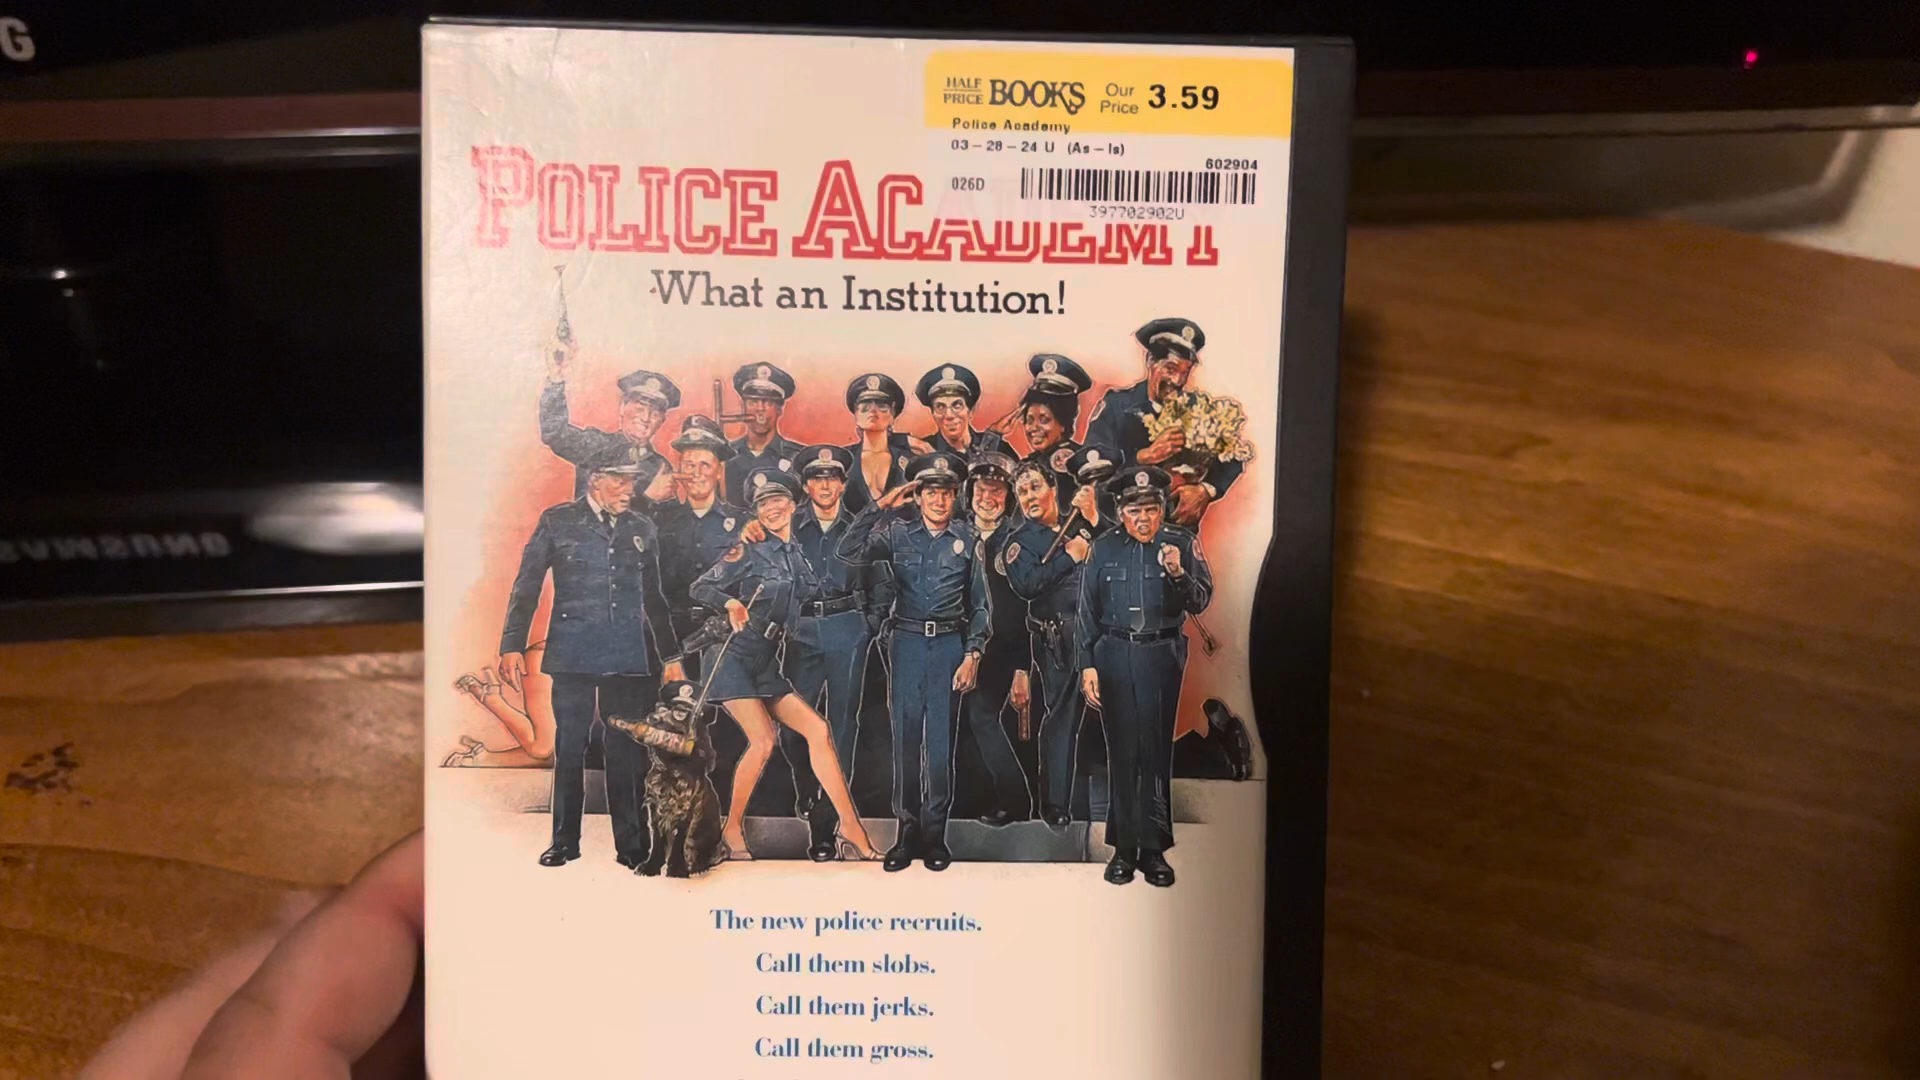 G
HALF PRICE BOOKS Our Price 3.59
Police Academy
03-28-24 U (As-Is)
602904
026D
397702902U
POLICE ACADEMY
What an Institution!
SAMSUNG
The new police recruits.
Call them slobs.
Call them jerks.
Call them gross.